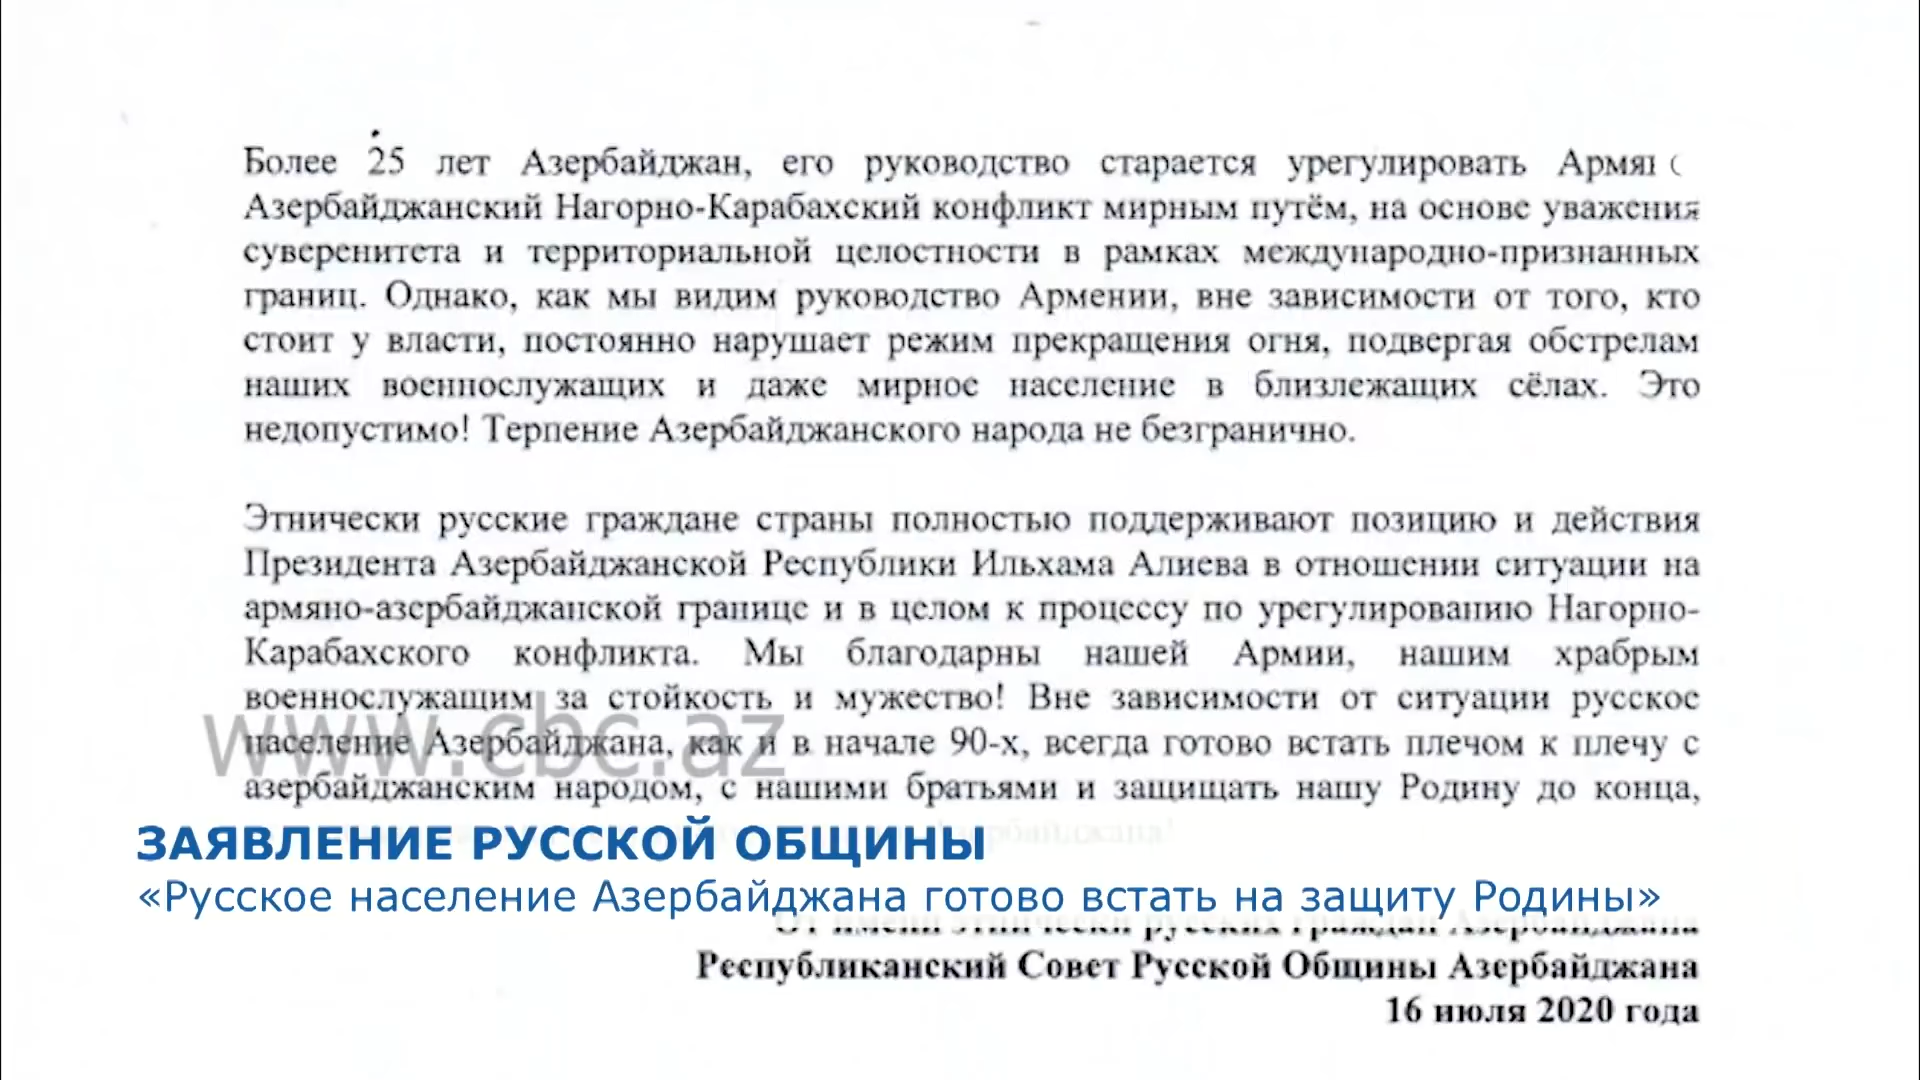 Более 25 лет Азербайджан, его руководство старается урегулировать
Азербайджанский Нагорно-Карабахский конфликт мирным путём, на основе уважения
суверенитета и территориальной целостности в рамках международно-признанных
границ. Однако, как мы видим руководство Армении, вне зависимости от того, кто
стоит у власти, постоянно нарушает режим прекращения огня, подвергая обстрелам
наших военнослужащих и даже мирное население в близлежащих сёлах. Это
недопустимо! Терпение Азербайджанского народа не безгранично.
Этнически русские граждане страны полностью поддерживают позицию и действия
Президента Азербайджанской Республики Ильхама Алиева в отношении ситуации на
армяно-азербайджанской границе и в целом к процессу по урегулированию Нагорно-
Карабахского конфликта. Мы благодарны нашей Армии, нашим храбрым
военнослужащим за стойкость и мужество! Вне зависимости от ситуации русское
население Азербайджана, как и в начале 90-х, всегда готово встать плечом к плечу с
www.cbc.az
азербайджанским народом, с нашими братьями и защищать нашу Родину до конца,
Азербайджана!
ЗАЯВЛЕНИЕ РУССКОЙ ОБЩИНЫ
«Русское население Азербайджана готово встать на защиту Родины»
От имени этнически русских граждан Азербайджана
Республиканский Совет Русской Общины Азербайджана
16 июля 2020 года